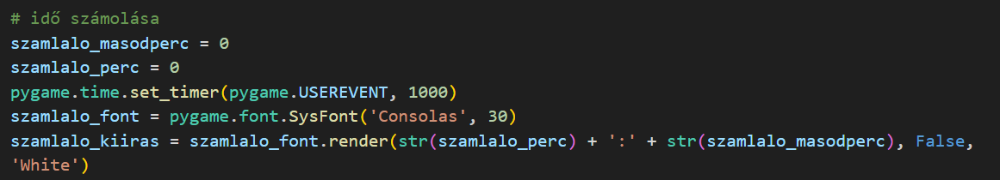 # idő számolása
szamlalo_masodperc = 0
szamlalo_perc = 0
pygame.time.set_timer(pygame.USEREVENT, 1000)
szamlalo_font = pygame.font.SysFont('Consolas', 30)
szamlalo_kiiras = szamlalo_font.render(str(szamlalo_perc) + ':' + str(szamlalo_masodperc), False,
'White')